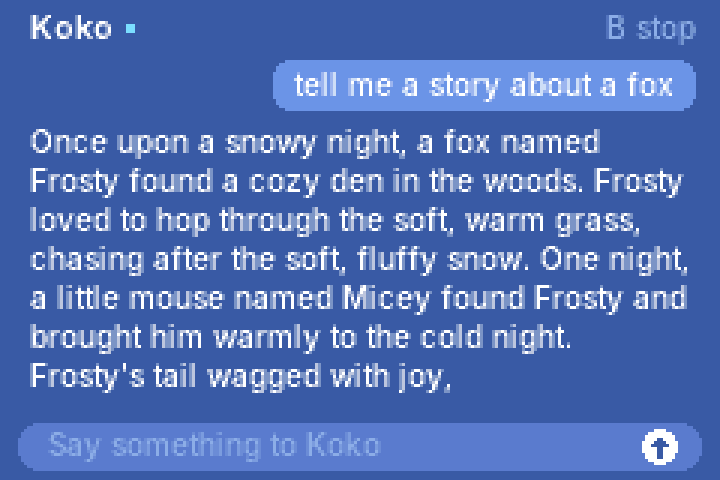 Koko
B stop
tell me a story about a fox
Once upon a snowy night, a fox named
Frosty found a cozy den in the woods. Frosty
loved to hop through the soft, warm grass,
chasing after the soft, fluffy snow. One night,
a little mouse named Micey found Frosty and
brought him warmly to the cold night.
Frosty's tail wagged with joy,
Say something to Koko